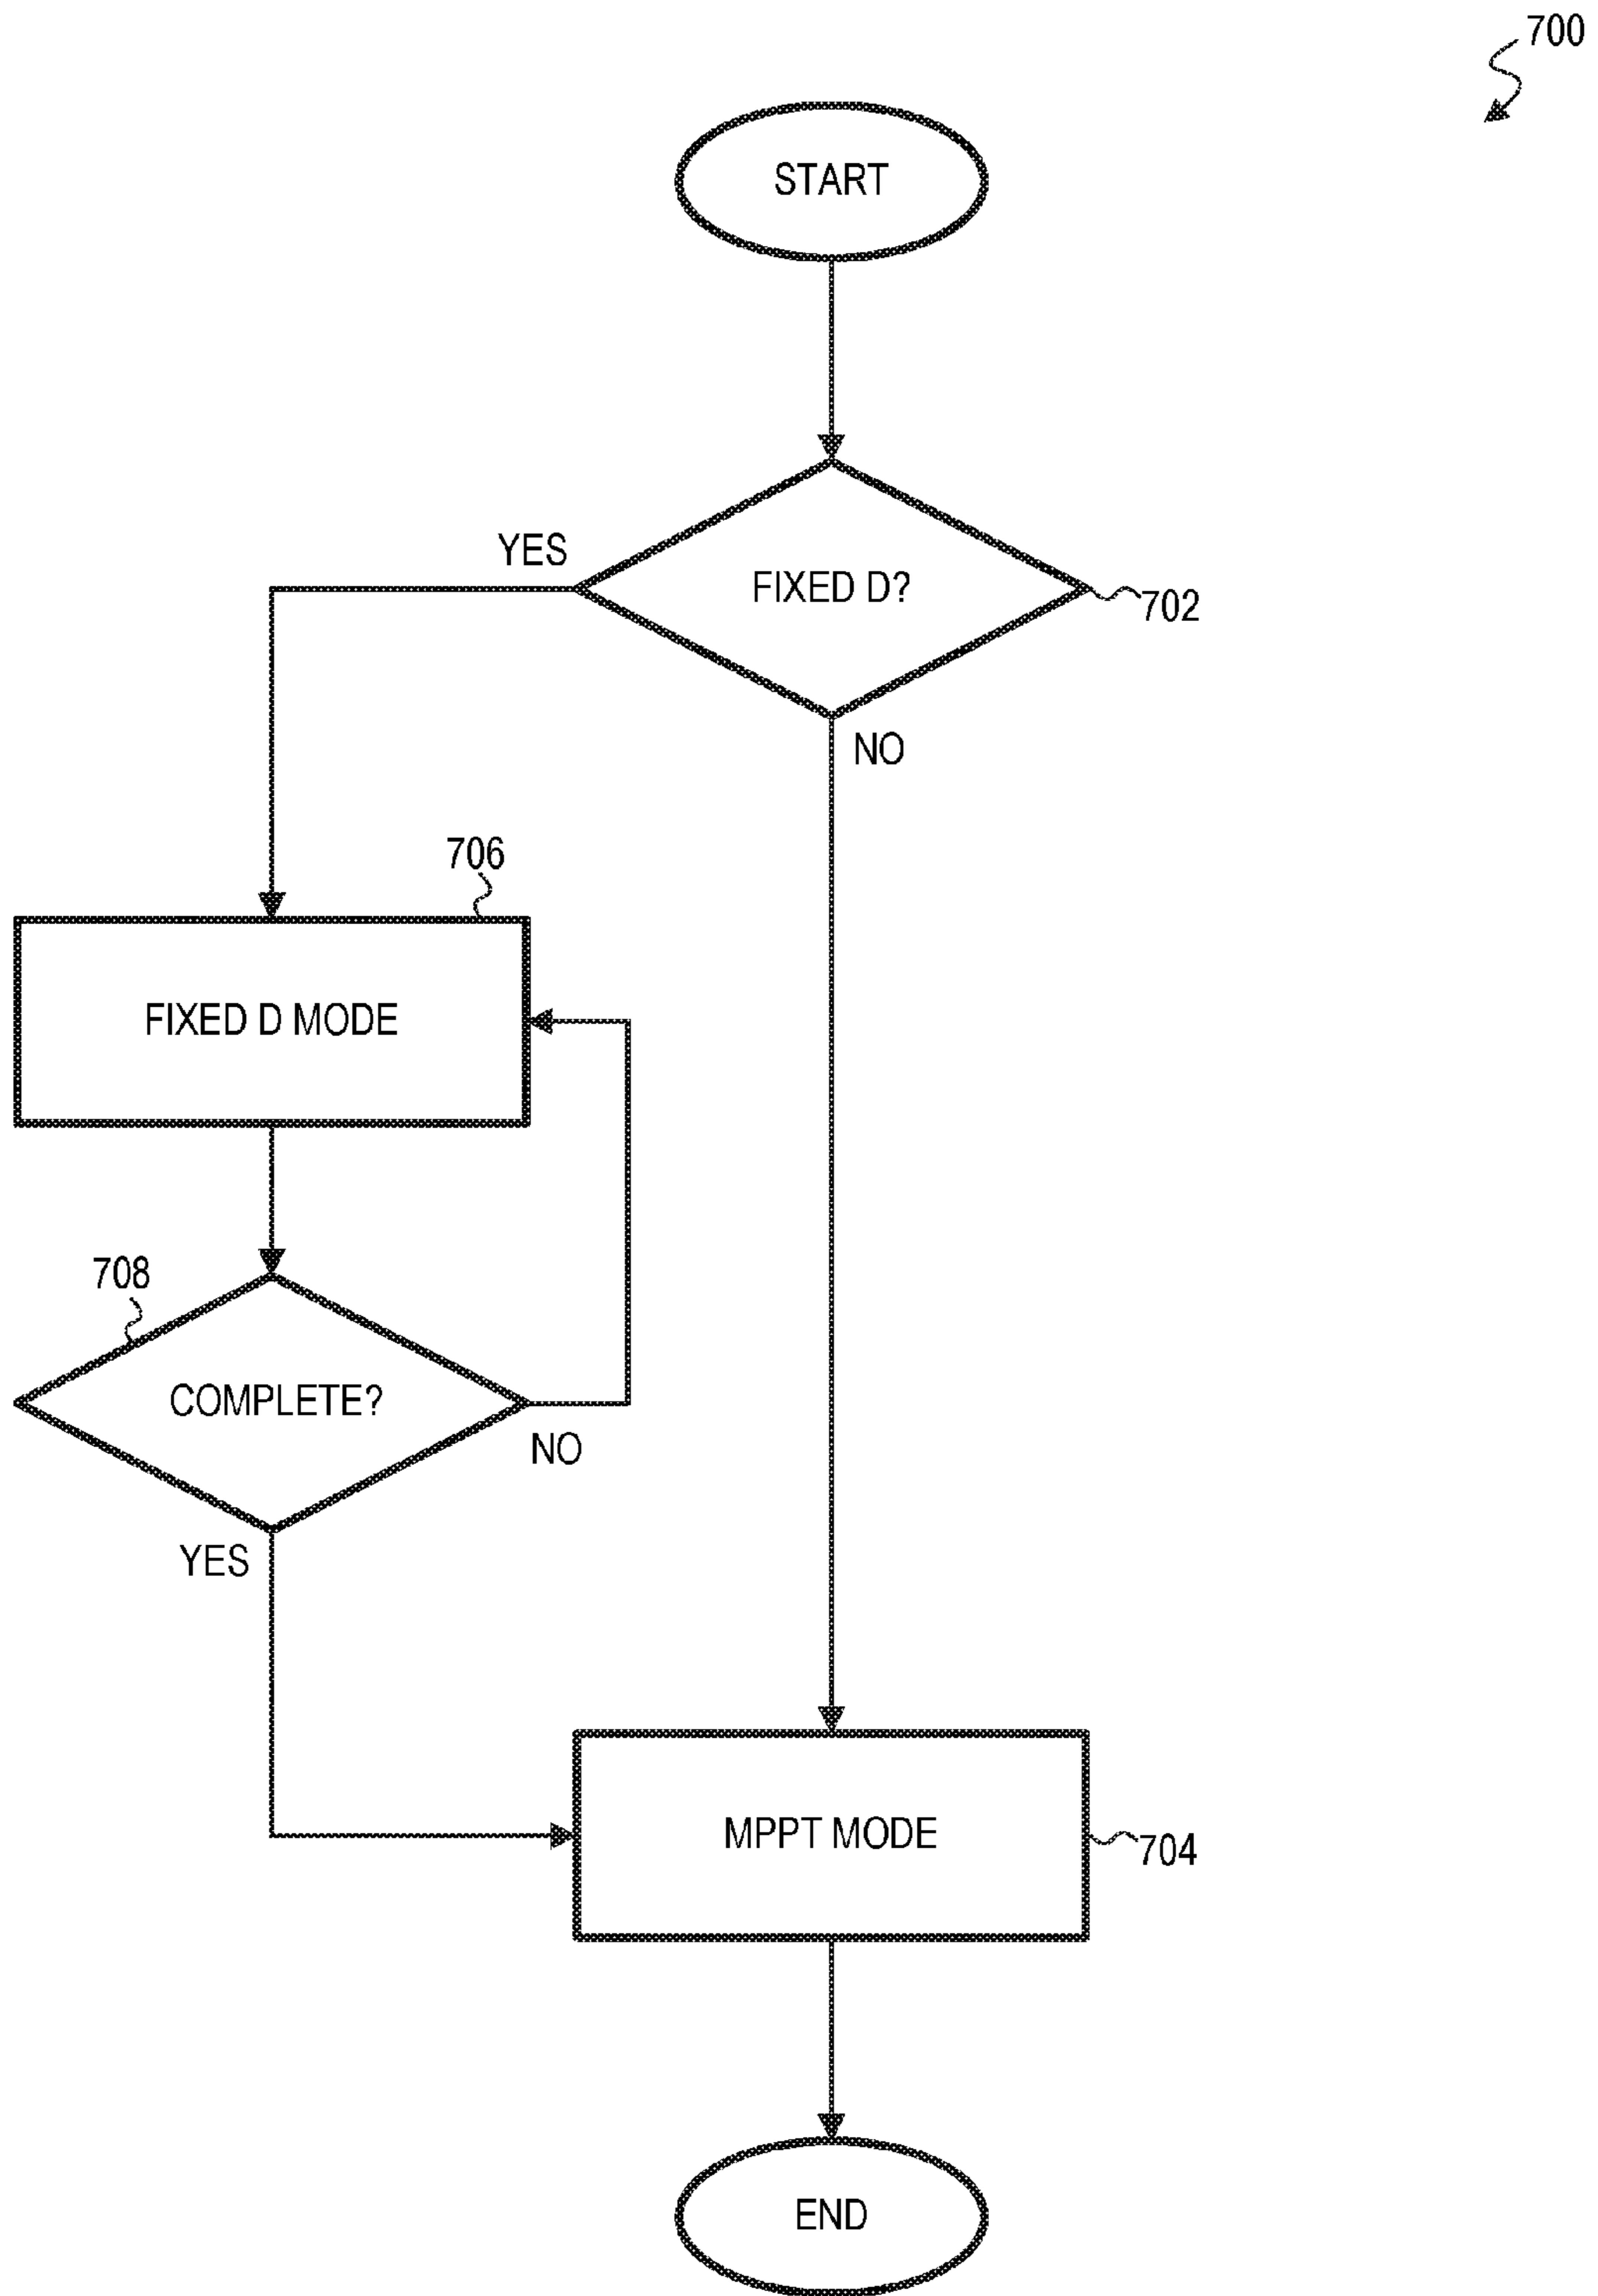 700
START
YES
FIXED D?
702
NO
706
FIXED D MODE
708
COMPLETE?
NO
YES
MPPT MODE
704
END